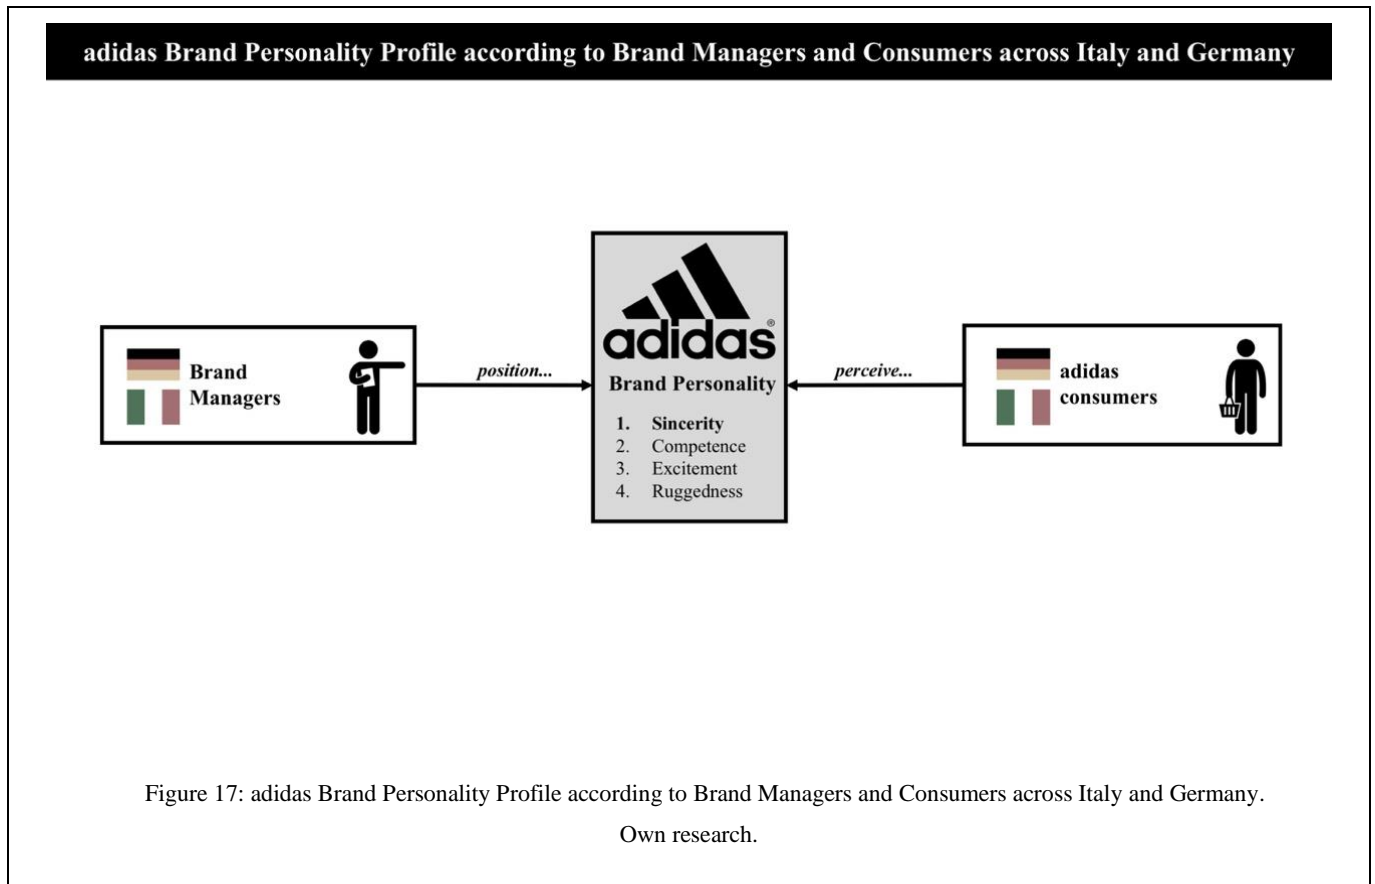 adidas Brand Personality Profile according to Brand Managers and Consumers across Italy and Germany
Brand
Managers
position...
adidas®
Brand Personality
1. Sincerity
2. Competence
3. Excitement
4. Ruggedness
perceive...
adidas
consumers
Figure 17: adidas Brand Personality Profile according to Brand Managers and Consumers across Italy and Germany.
Own research.